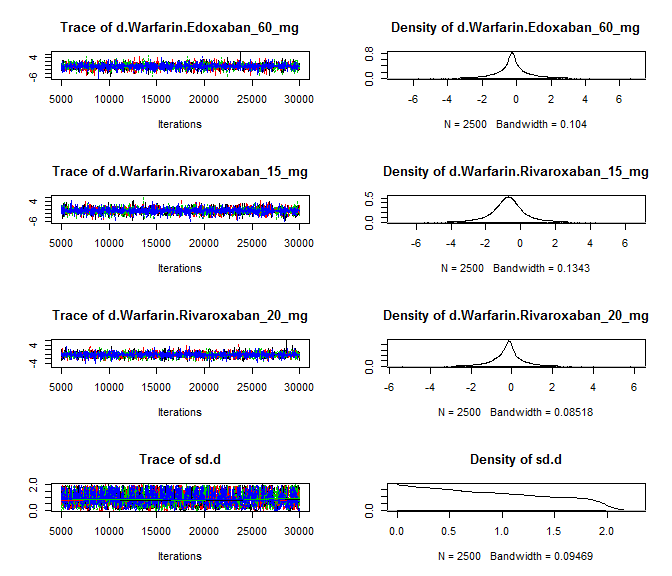 Trace of d.Warfarin.Edoxaban_60_mg
-6 4
5000 10000 15000 20000 25000 30000
Iterations
Density of d.Warfarin.Edoxaban_60_mg
0.0 0.8
-6 -4 -2 0 2 4 6
N = 2500 Bandwidth = 0.104
Trace of d.Warfarin.Rivaroxaban_15_mg
-6 4
5000 10000 15000 20000 25000 30000
Iterations
Density of d.Warfarin.Rivaroxaban_15_mg
0.0 0.5
-6 -4 -2 0 2 4 6
N = 2500 Bandwidth = 0.1343
Trace of d.Warfarin.Rivaroxaban_20_mg
-4 4
5000 10000 15000 20000 25000 30000
Iterations
Density of d.Warfarin.Rivaroxaban_20_mg
0.0
-6 -4 -2 0 2 4 6
N = 2500 Bandwidth = 0.08518
Trace of sd.d
0.0 2.0
5000 10000 15000 20000 25000 30000
Iterations
Density of sd.d
0.0
0.0 0.5 1.0 1.5 2.0
N = 2500 Bandwidth = 0.09469